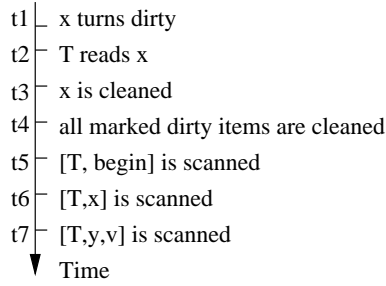 t1 x turns dirty
t2 T reads x
t3 x is cleaned
t4 all marked dirty items are cleaned
t5 [T, begin] is scanned
t6 [T,x] is scanned
t7 [T,y,v] is scanned
Time